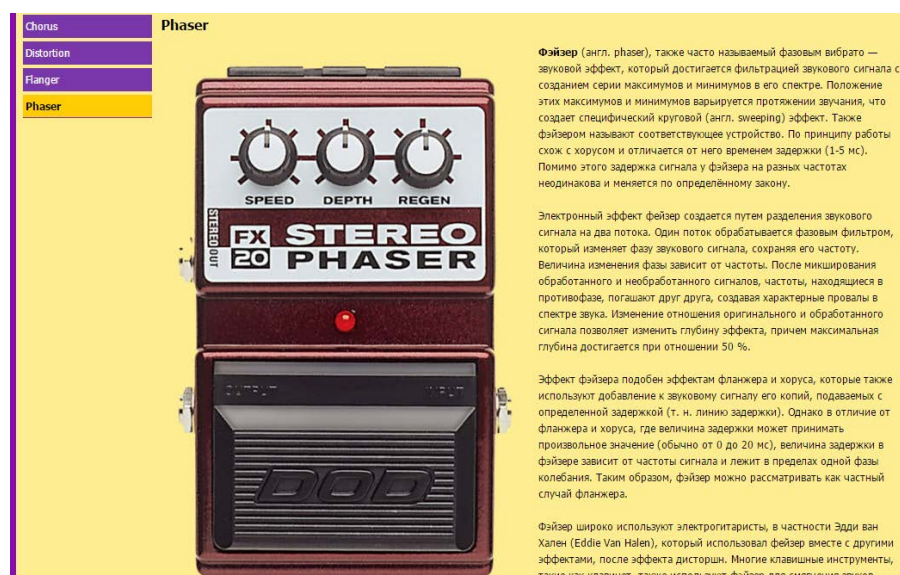 Chorus
Distortion
Flanger
Phaser
Phaser
SPEED DEPTH REGEN
STEREO OUT
FX STEREO
20 PHASER
OUTPUT INPUT
DOD
Фэйзер (англ. phaser), также часто называемый фазовым вибрато —
звуковой эффект, который достигается фильтрацией звукового сигнала с
созданием серии максимумов и минимумов в его спектре. Положение
этих максимумов и минимумов варьируется протяжении звучания, что
создает специфический круговой (англ. sweeping) эффект. Также
фэйзером называют соответствующее устройство. По принципу работы
схож с хорусом и отличается от него временем задержки (1-5 мс).
Помимо этого задержка сигнала у фэйзера на разных частотах
неодинакова и меняется по определённому закону.
Электронный эффект фейзер создается путем разделения звукового
сигнала на два потока. Один поток обрабатывается фазовым фильтром,
который изменяет фазу звукового сигнала, сохраняя его частоту.
Величина изменения фазы зависит от частоты. После микширования
обработанного и необработанного сигналов, частоты, находящиеся в
противофазе, погашают друг друга, создавая характерные провалы в
спектре звука. Изменение отношения оригинального и обработанного
сигнала позволяет изменить глубину эффекта, причем максимальная
глубина достигается при отношении 50 %.
Эффект фэйзера подобен эффектам фланжера и хоруса, которые также
используют добавление к звуковому сигналу его копий, подаваемых с
определенной задержкой (т. н. линию задержки). Однако в отличие от
фланжера и хоруса, где величина задержки может принимать
произвольное значение (обычно от 0 до 20 мс), величина задержки в
фэйзере зависит от частоты сигнала и лежит в пределах одной фазы
колебания. Таким образом, фэйзер можно рассматривать как частный
случай фланжера.
Фэйзер широко используют электрогитаристы, в частности Эдди ван
Хален (Eddie Van Halen), который использовал фейзер вместе с другими
эффектами, после эффекта дисторшн. Многие клавишные инструменты,
такие как клавинет, также используют фэйзер для смягчения звуков